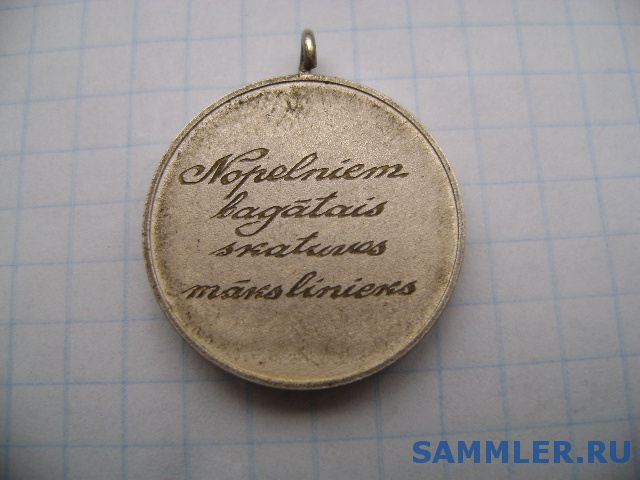 Nopelniem
bagātais
skatuves
mākslinieks
SAMMLER.RU